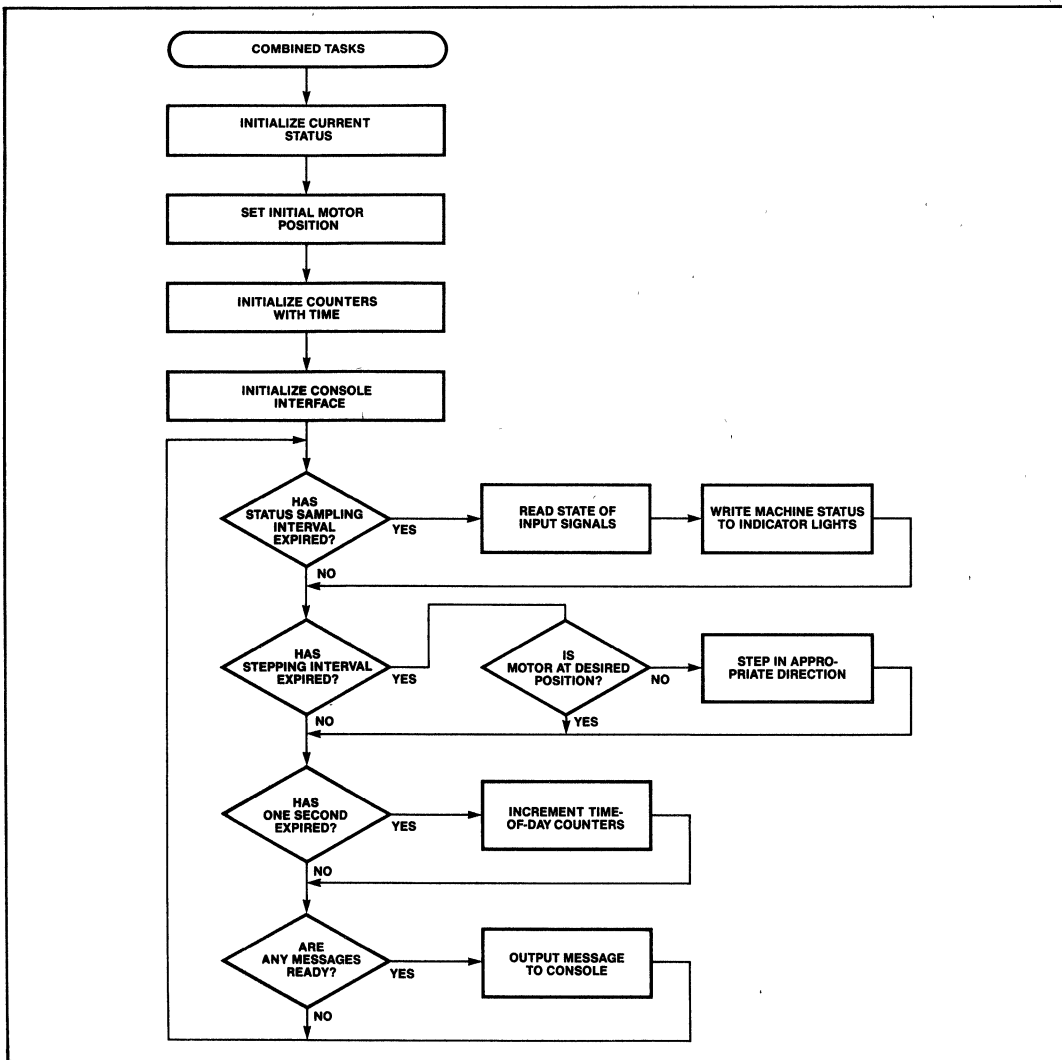 COMBINED TASKS
INITIALIZE CURRENT
STATUS
SET INITIAL MOTOR
POSITION
INITIALIZE COUNTERS
WITH TIME
INITIALIZE CONSOLE
INTERFACE
HAS
STATUS SAMPLING
INTERVAL
EXPIRED?
YES
READ STATE OF
INPUT SIGNALS
WRITE MACHINE STATUS
TO INDICATOR LIGHTS
NO
HAS
STEPPING INTERVAL
EXPIRED?
YES
IS
MOTOR AT DESIRED
POSITION?
NO
STEP IN APPRO-
PRIATE DIRECTION
YES
NO
HAS
ONE SECOND
EXPIRED?
YES
INCREMENT TIME-
OF-DAY COUNTERS
NO
ARE
ANY MESSAGES
READY?
YES
OUTPUT MESSAGE
TO CONSOLE
NO